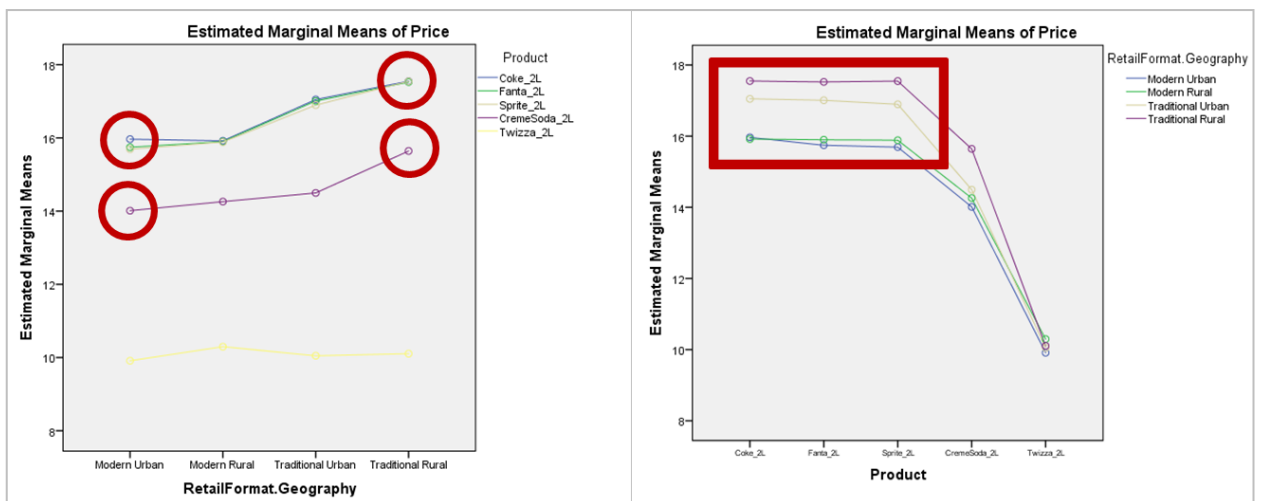 Estimated Marginal Means of Price
Product
Coke_2L
Fanta_2L
Sprite_2L
CremeSoda_2L
Twizza_2L
Estimated Marginal Means
18
16
14
12
10
8
Modern Urban
Modern Rural
Traditional Urban
Traditional Rural
RetailFormat.Geography
Estimated Marginal Means of Price
RetailFormat.Geography
Modern Urban
Modern Rural
Traditional Urban
Traditional Rural
Estimated Marginal Means
18
16
14
12
10
8
Coke_2L
Fanta_2L
Sprite_2L
CremeSoda_2L
Twizza_2L
Product